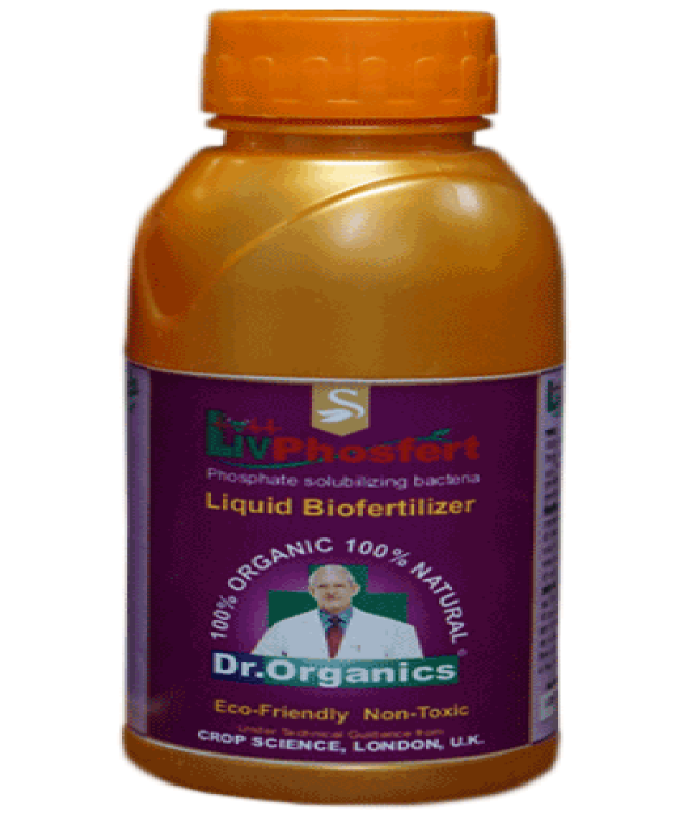 S
LivPhosfert
Phosphate solubilizing bacteria
Liquid Biofertilizer
100% ORGANIC 100% NATURAL
Dr.Organics
Eco-Friendly Non-Toxic
Under Technical Guidance from
CROP SCIENCE, LONDON, U.K.